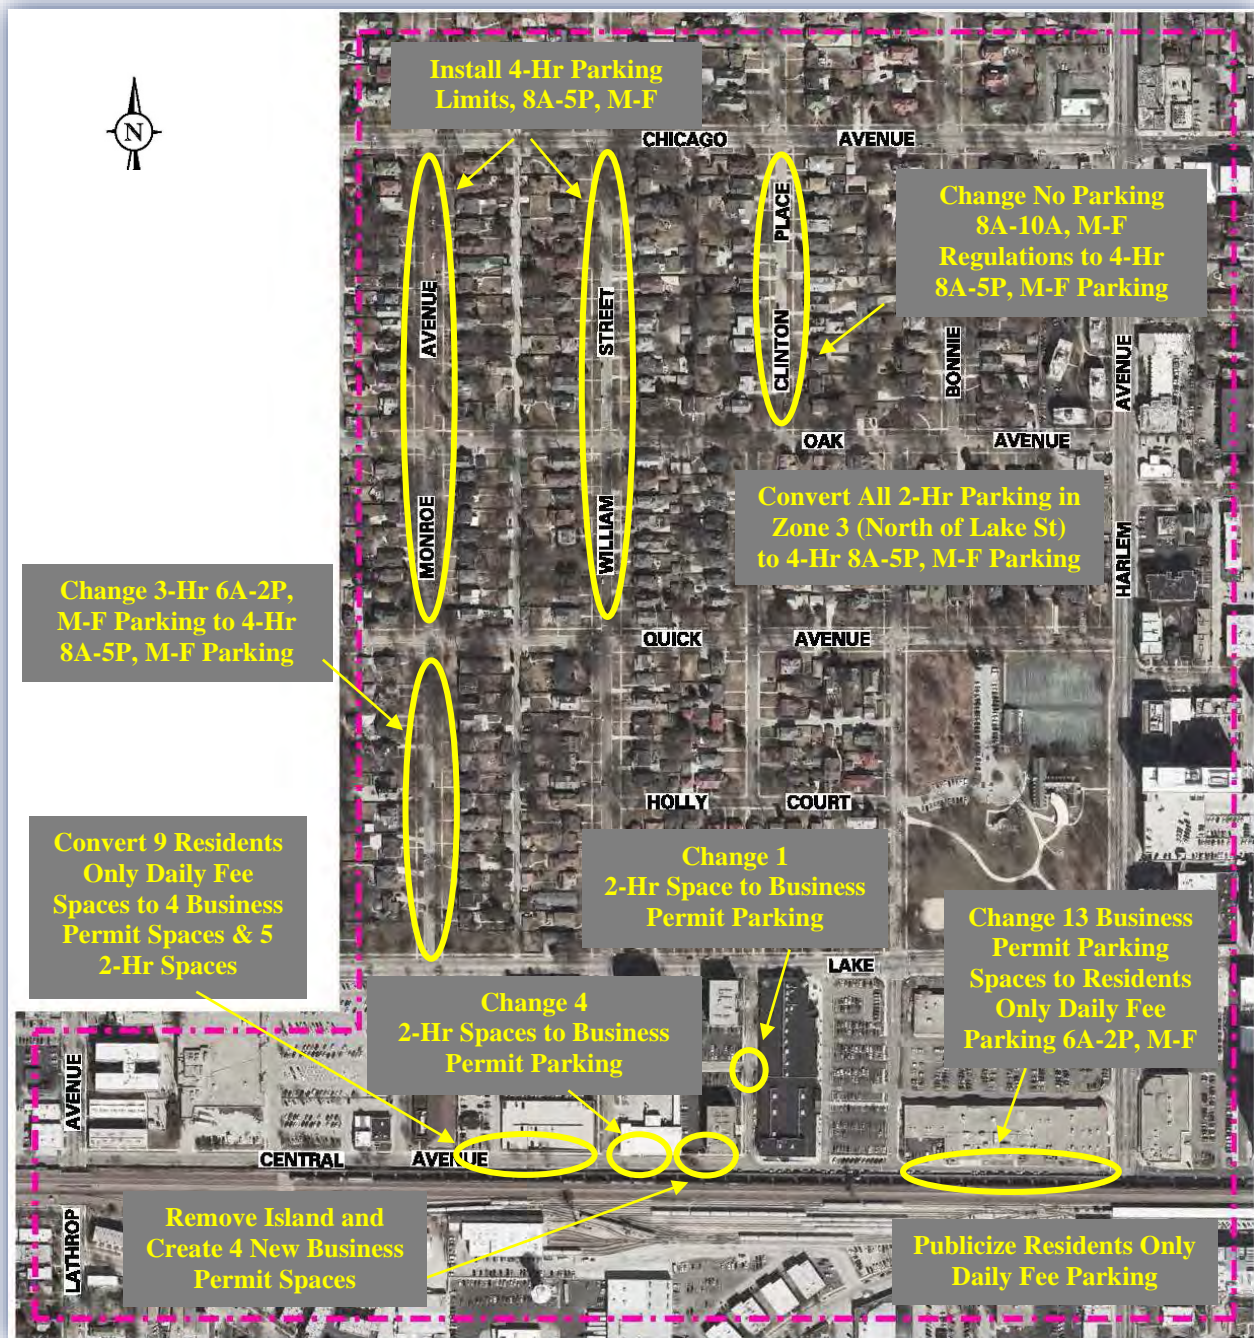 Install 4-Hr Parking
Limits, 8A-5P, M-F
N
CHICAGO AVENUE
PLACE
CLINTON
Change No Parking
8A-10A, M-F
Regulations to 4-Hr
8A-5P, M-F Parking
AVENUE
MONROE
STREET
WILLIAM
BONNIE
AVENUE
HARLEM
OAK AVENUE
Convert All 2-Hr Parking in
Zone 3 (North of Lake St)
to 4-Hr 8A-5P, M-F Parking
Change 3-Hr 6A-2P,
M-F Parking to 4-Hr
8A-5P, M-F Parking
QUICK AVENUE
HOLLY COURT
Convert 9 Residents
Only Daily Fee
Spaces to 4 Business
Permit Spaces & 5
2-Hr Spaces
Change 1
2-Hr Space to Business
Permit Parking
Change 13 Business
Permit Parking
Spaces to Residents
Only Daily Fee
Parking 6A-2P, M-F
LAKE
Change 4
2-Hr Spaces to Business
Permit Parking
AVENUE
LATHROP
CENTRAL AVENUE
Remove Island and
Create 4 New Business
Permit Spaces
Publicize Residents Only
Daily Fee Parking